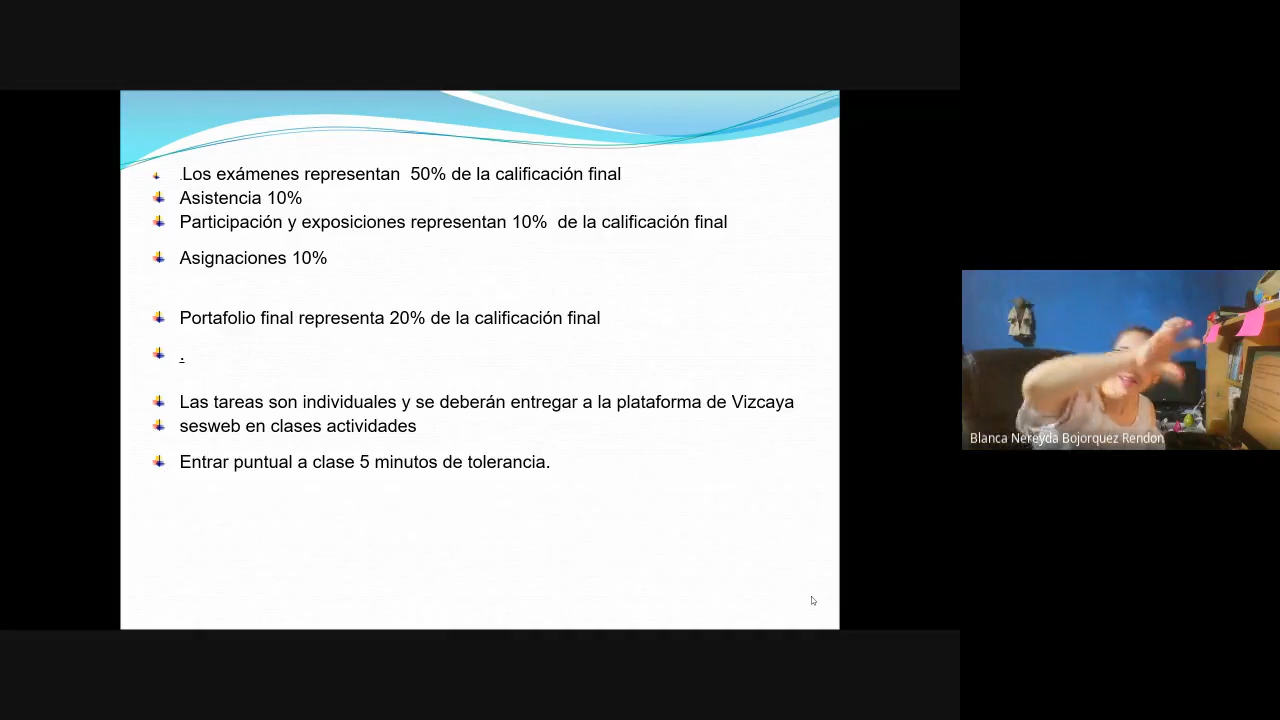 .Los exámenes representan  50% de la calificación final
Asistencia 10%
Participación y exposiciones representan 10%  de la calificación final
Asignaciones 10%
Portafolio final representa 20% de la calificación final
.
Las tareas son individuales y se deberán entregar a la plataforma de Vizcaya
sesweb en clases actividades
Entrar puntual a clase 5 minutos de tolerancia.
Blanca Nereyda Bojorquez Rendon